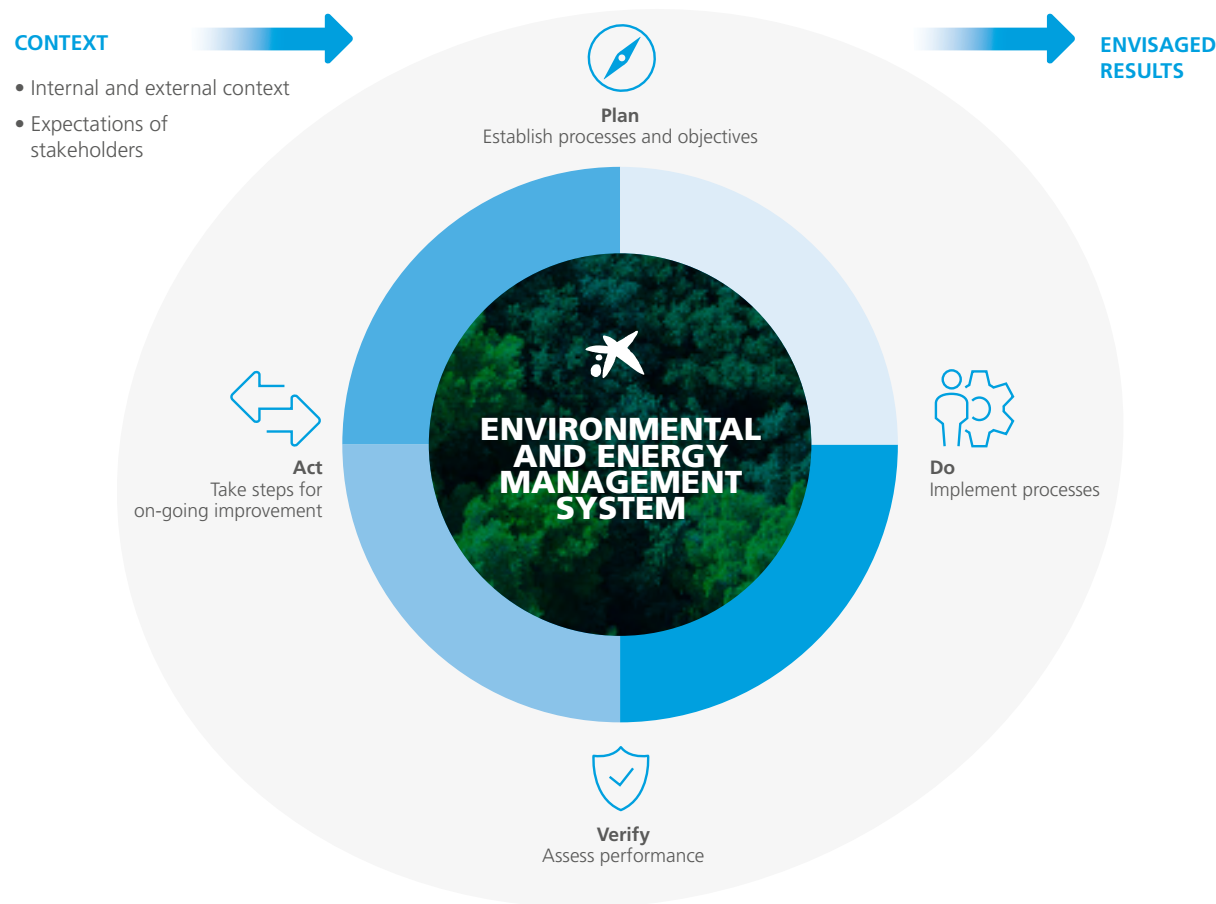 CONTEXT
• Internal and external context
• Expectations of
stakeholders
ENVISAGED
RESULTS
Plan
Establish processes and objectives
Act
Take steps for
on-going improvement
ENVIRONMENTAL
AND ENERGY
MANAGEMENT
SYSTEM
Do
Implement processes
Verify
Assess performance